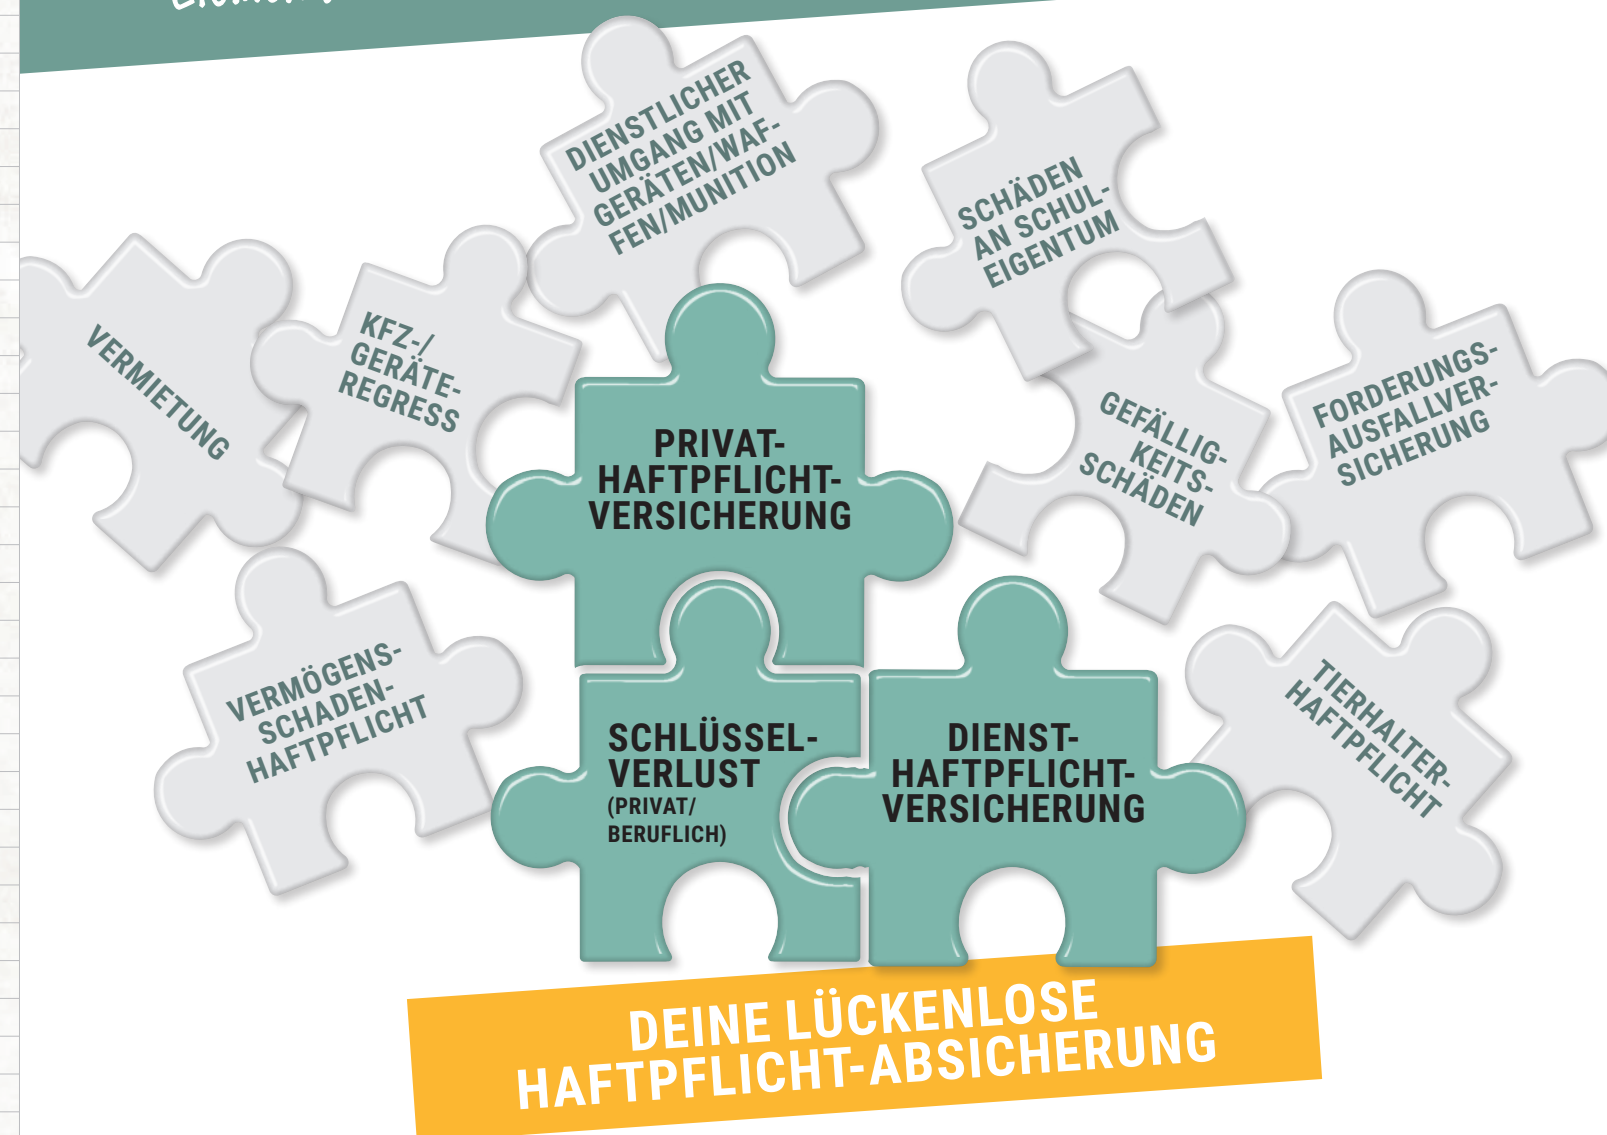 DIENSTLICHER
UMGANG MIT
GERÄTEN/WAF-
FEN/MUNITION
SCHÄDEN
AN SCHUL-
EIGENTUM
VERMIETUNG
KFZ-/
GERÄTE-
REGRESS
GEFÄLLIG-
KEITS-
SCHÄDEN
FORDERUNGS-
AUSFALLVER-
SICHERUNG
PRIVAT-
HAFTPFLICHT-
VERSICHERUNG
VERMÖGENS-
SCHADEN-
HAFTPFLICHT
SCHLÜSSEL-
VERLUST
(PRIVAT/
BERUFLICH)
DIENST-
HAFTPFLICHT-
VERSICHERUNG
TIERHALTER-
HAFTPFLICHT
DEINE LÜCKENLOSE
HAFTPFLICHT-ABSICHERUNG